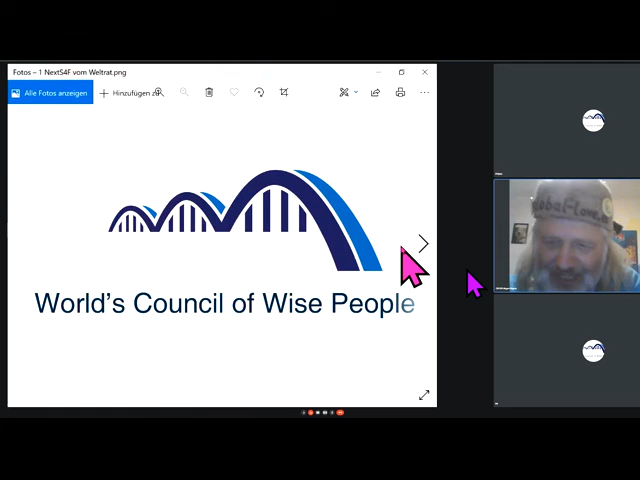 Fotos – 1 NextS4F vom Weltrat.png
Alle Fotos anzeigen
Hinzufügen zu
World's Council of Wise People